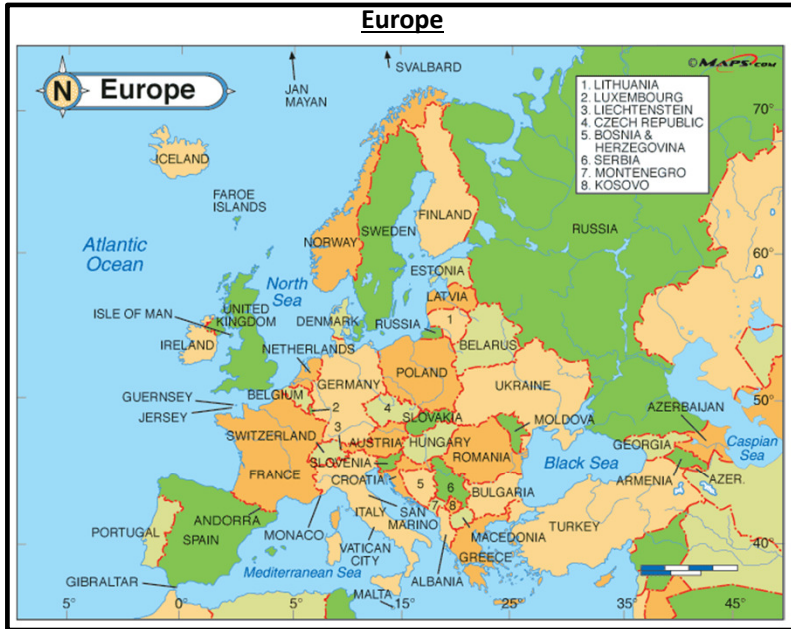 Europe
N
Europe
SVALBARD
JAN
MAYAN
©MAPS.COM
1. LITHUANIA
2. LUXEMBOURG
3. LIECHTENSTEIN
4. CZECH REPUBLIC
5. BOSNIA &
HERZEGOVINA
6. SERBIA
7. MONTENEGRO
8. KOSOVO
70°
ICELAND
FAROE
ISLANDS
FINLAND
RUSSIA
NORWAY
SWEDEN
Atlantic
Ocean
60°
ESTONIA
North
Sea
LATVIA
ISLE OF MAN
UNITED
KINGDOM
DENMARK
RUSSIA
1
IRELAND
NETHERLANDS
BELARUS
POLAND
GERMANY
UKRAINE
BELGIUM
GUERNSEY
JERSEY
2
4
50°
AZERBAIJAN
SLOVAKIA
MOLDOVA
3
SWITZERLAND
AUSTRIA
HUNGARY
GEORGIA
Caspian
Sea
ROMANIA
SLOVENIA
Black Sea
FRANCE
CROATIA
5
6
ARMENIA
AZER.
BULGARIA
ANDORRA
ITALY
SAN
MARINO
7
8
PORTUGAL
SPAIN
MONACO
VATICAN
CITY
MACEDONIA
TURKEY
40°
GREECE
Mediterranean Sea
ALBANIA
GIBRALTAR
MALTA
5°
0°
5°
15°
25°
35°
45°